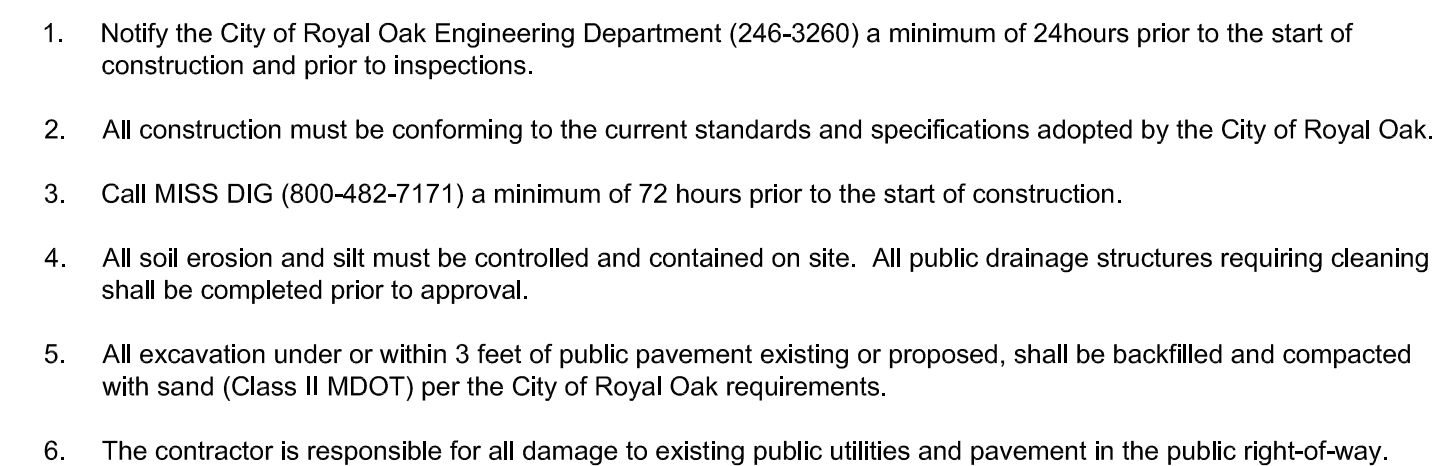 1. Notify the City of Royal Oak Engineering Department (246-3260) a minimum of 24hours prior to the start of
construction and prior to inspections.
2. All construction must be conforming to the current standards and specifications adopted by the City of Royal Oak.
3. Call MISS DIG (800-482-7171) a minimum of 72 hours prior to the start of construction.
4. All soil erosion and silt must be controlled and contained on site.  All public drainage structures requiring cleaning
shall be completed prior to approval.
5. All excavation under or within 3 feet of public pavement existing or proposed, shall be backfilled and compacted
with sand (Class II MDOT) per the City of Royal Oak requirements.
6. The contractor is responsible for all damage to existing public utilities and pavement in the public right-of-way.